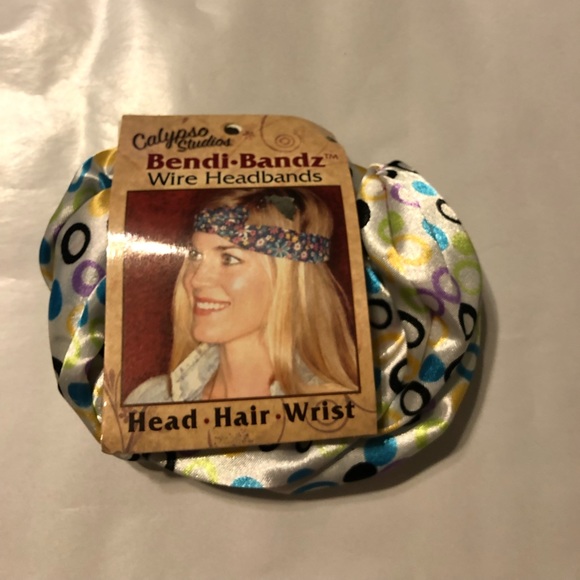 Calypso
Studios
Bendi·Bandz™
Wire Headbands
Head·Hair·Wrist